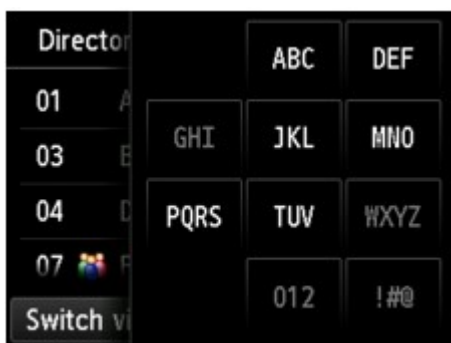 Director
ABC DEF
01 A
GHI JKL MNO
03 E
04 D PQRS TUV WXYZ
07 F
012 !#@
Switch vi